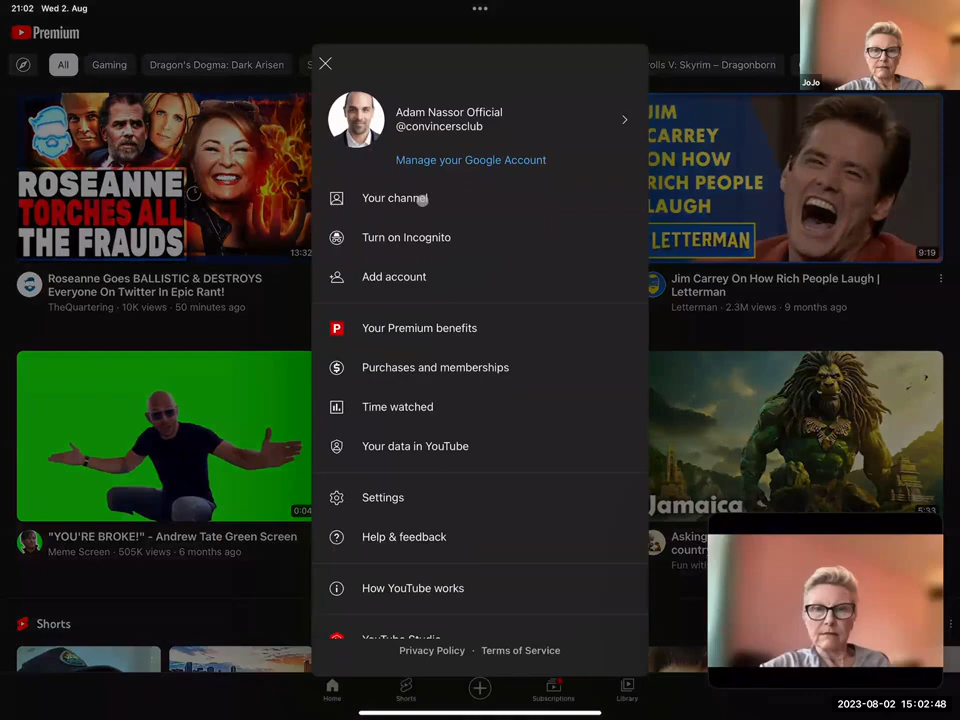 21:02 Wed 2. Aug
Premium
All
Gaming
Dragon's Dogma: Dark Arisen
S
rolls V: Skyrim – Dragonborn
JoJo
Adam Nassor Official
@convincersclub
Manage your Google Account
Your channel
Turn on Incognito
Add account
Your Premium benefits
Purchases and memberships
Time watched
Your data in YouTube
Settings
Help & feedback
How YouTube works
YouTube Studio
Privacy Policy · Terms of Service
ROSEANNE
TORCHES ALL
THE FRAUDS
13:32
Roseanne Goes BALLISTIC & DESTROYS
Everyone On Twitter In Epic Rant!
TheQuartering · 10K views · 50 minutes ago
JIM
CARREY
ON HOW
RICH PEOPLE
LAUGH
LETTERMAN
9:19
Jim Carrey On How Rich People Laugh |
Letterman
Letterman · 2.3M views · 9 months ago
0:04
"YOU'RE BROKE!" - Andrew Tate Green Screen
Meme Screen · 505K views · 6 months ago
Jamaica
5:33
Asking
countr
Fun with
Shorts
Home
Shorts
Subscriptions
Library
2023-08-02 15:02:48